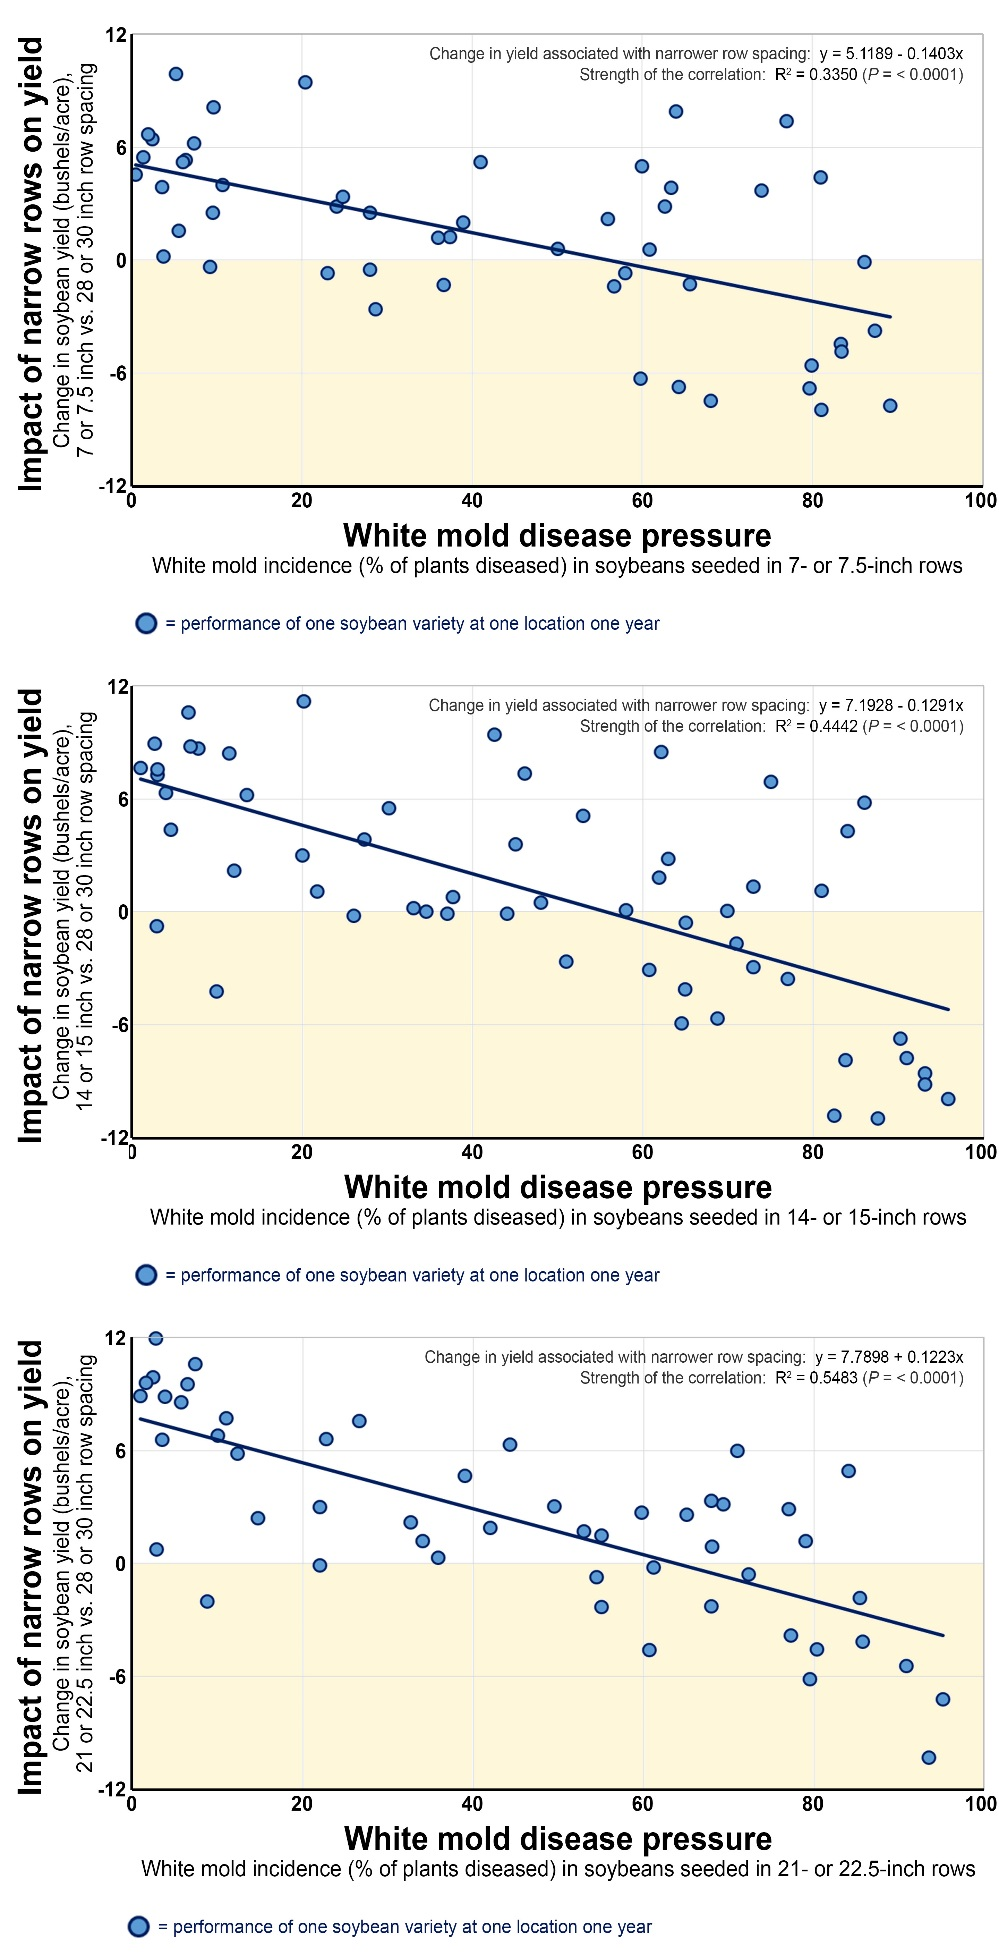 Impact of narrow rows on yield
Change in soybean yield (bushels/acre),
7 or 7.5 inch vs. 28 or 30 inch row spacing
12
6
0
-6
-12
Change in yield associated with narrower row spacing: y = 5.1189 - 0.1403x
Strength of the correlation: R² = 0.3350 (P = < 0.0001)
0 20 40 60 80 100
White mold disease pressure
White mold incidence (% of plants diseased) in soybeans seeded in 7- or 7.5-inch rows
= performance of one soybean variety at one location one year
Impact of narrow rows on yield
Change in soybean yield (bushels/acre),
14 or 15 inch vs. 28 or 30 inch row spacing
12
6
0
-6
-12
Change in yield associated with narrower row spacing: y = 7.1928 - 0.1291x
Strength of the correlation: R² = 0.4442 (P = < 0.0001)
0 20 40 60 80 100
White mold disease pressure
White mold incidence (% of plants diseased) in soybeans seeded in 14- or 15-inch rows
= performance of one soybean variety at one location one year
Impact of narrow rows on yield
Change in soybean yield (bushels/acre),
21 or 22.5 inch vs. 28 or 30 inch row spacing
12
6
0
-6
-12
Change in yield associated with narrower row spacing: y = 7.7898 + 0.1223x
Strength of the correlation: R² = 0.5483 (P = < 0.0001)
0 20 40 60 80 100
White mold disease pressure
White mold incidence (% of plants diseased) in soybeans seeded in 21- or 22.5-inch rows
= performance of one soybean variety at one location one year